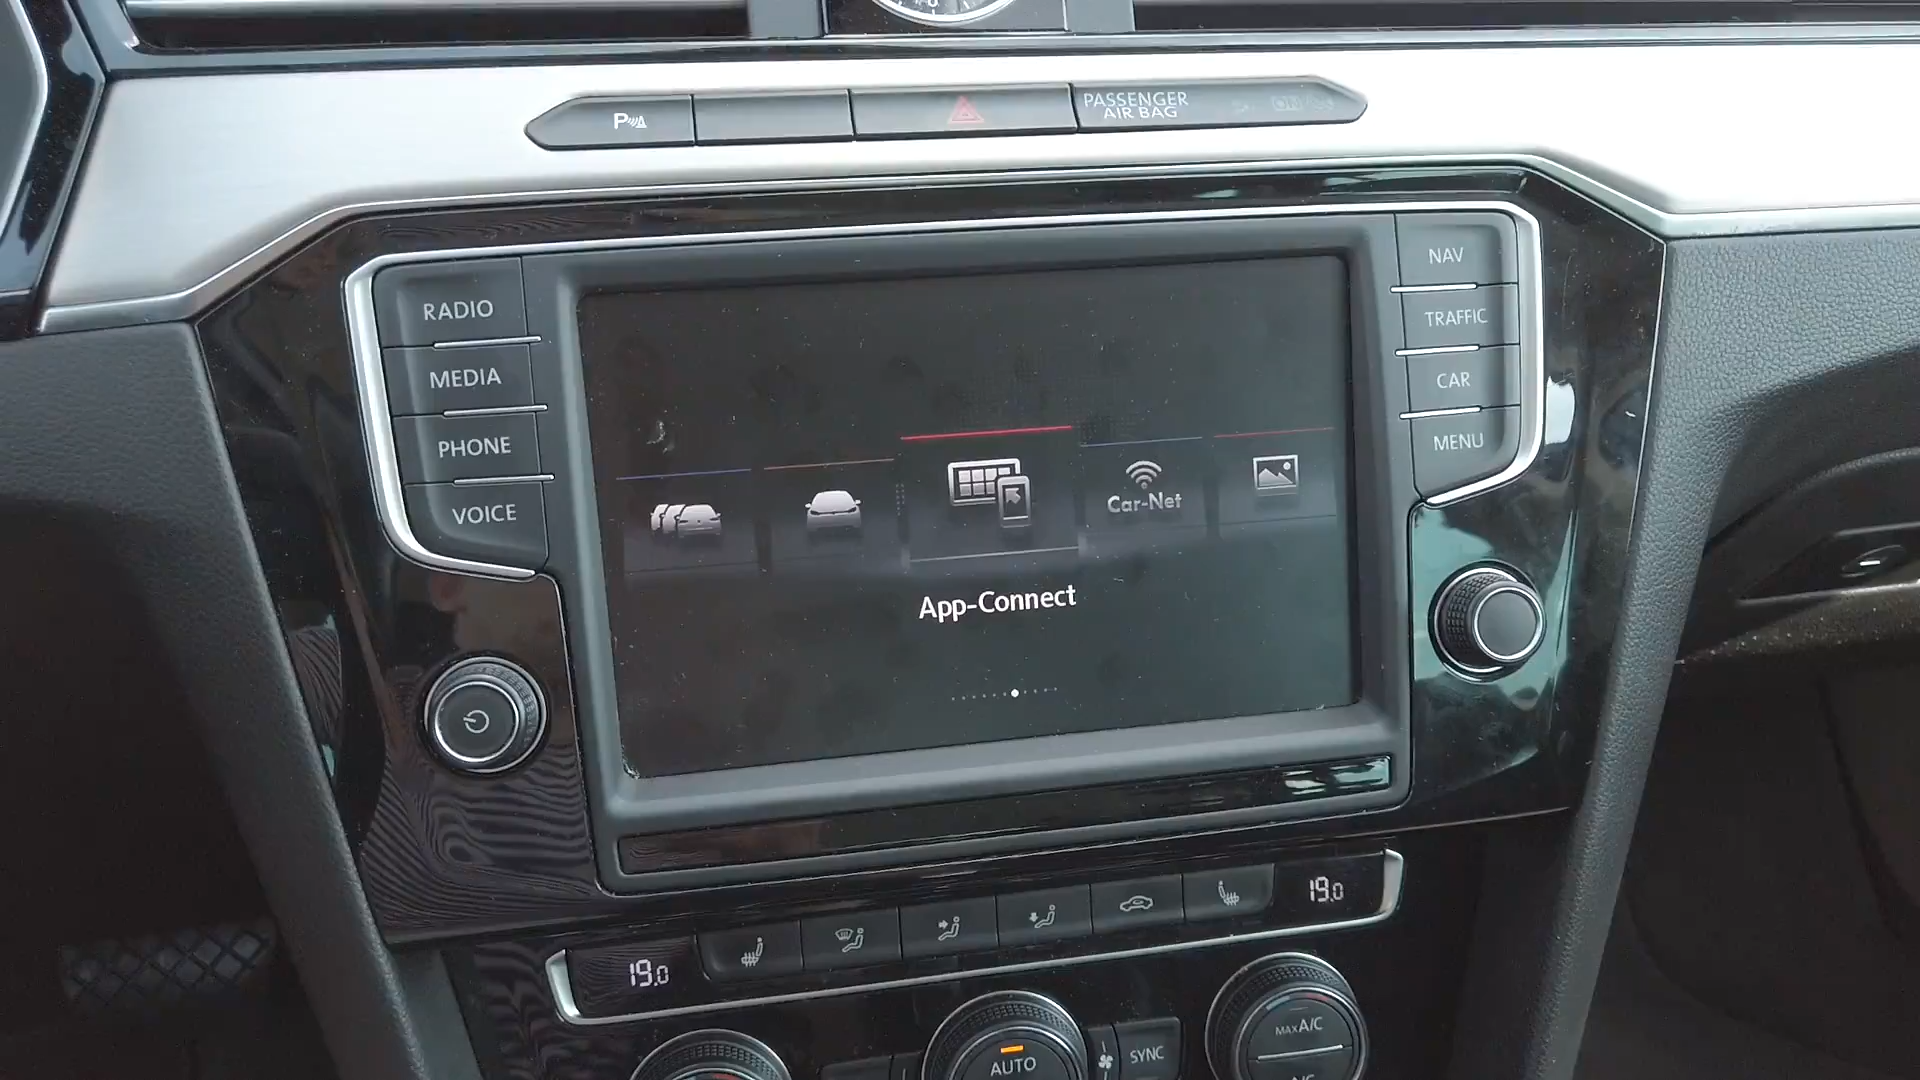 P
PASSENGER
AIR BAG
ON
RADIO
MEDIA
PHONE
VOICE
NAV
TRAFFIC
CAR
MENU
Car-Net
App-Connect
19.0
19.0
AUTO
SYNC
MAX A/C
A/C